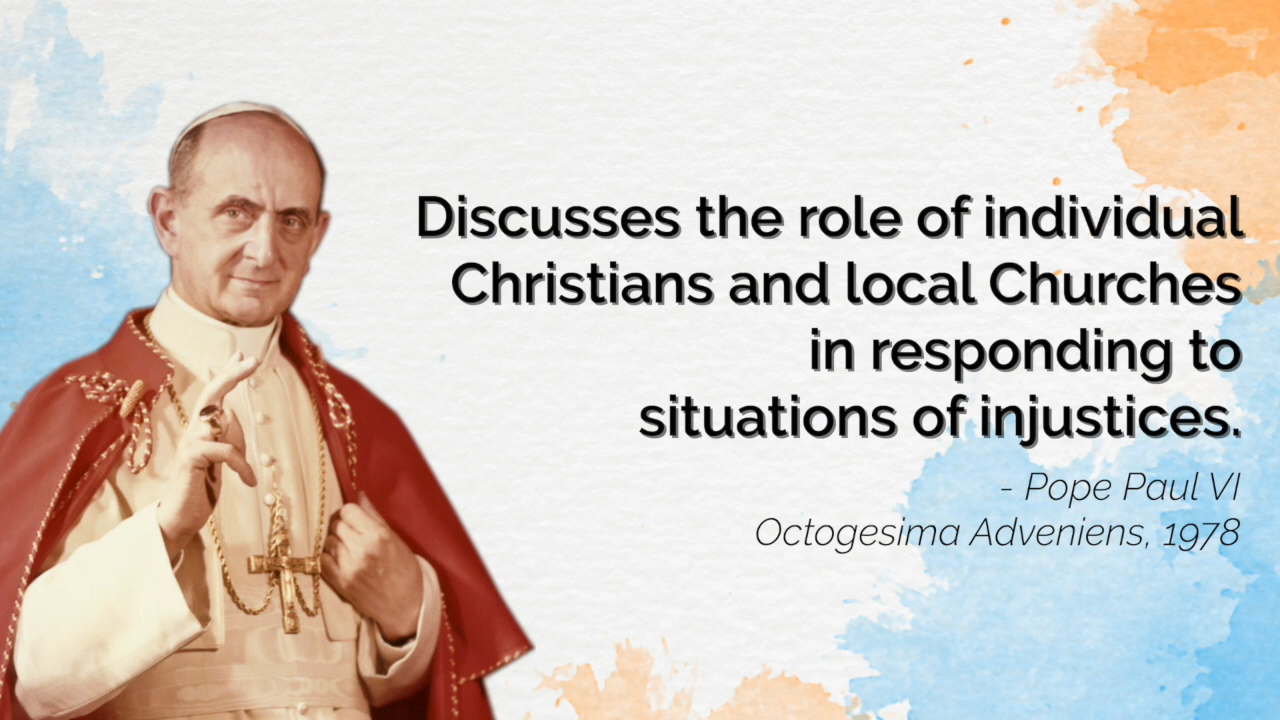 Discusses the role of individual
Christians and local Churches
in responding to
situations of injustices.
- Pope Paul VI
Octogesima Adveniens, 1978